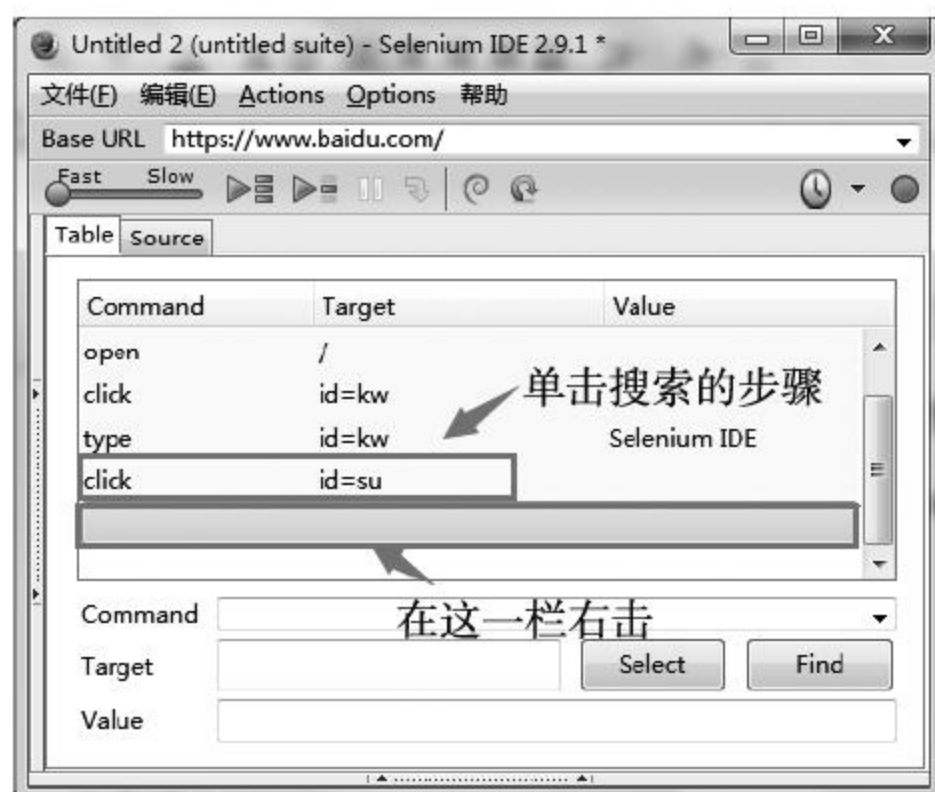 Untitled 2 (untitled suite) - Selenium IDE 2.9.1 *
文件(F) 编辑(E) Actions Options 帮助
Base URL https://www.baidu.com/
Fast Slow
Table Source
Command Target Value
open /
click id=kw
单击搜索的步骤
type id=kw Selenium IDE
click id=su
Command
在这一栏右击
Target Select Find
Value